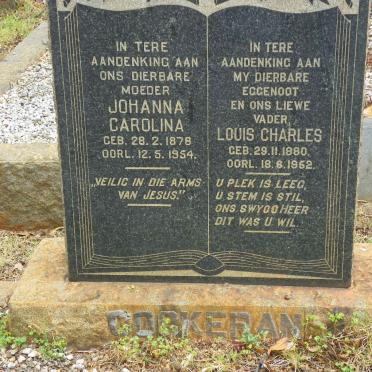 IN TERE
AANDENKING AAN
ONS DIERBARE
MOEDER
JOHANNA
CAROLINA
GEB. 28. 2. 1878
OORL. 12. 5. 1954.
„VEILIG IN DIE ARMS
VAN JESUS."
IN TERE
AANDENKING AAN
MY DIERBARE
EGGENOOT
EN ONS LIEWE
VADER
LOUIS CHARLES
GEB. 29. 11. 1880.
OORL. 18. 6. 1952.
U PLEK IS LEEG,
U STEM IS STIL,
ONS SWYG O HEER
DIT WAS U WIL.
COCKERAN